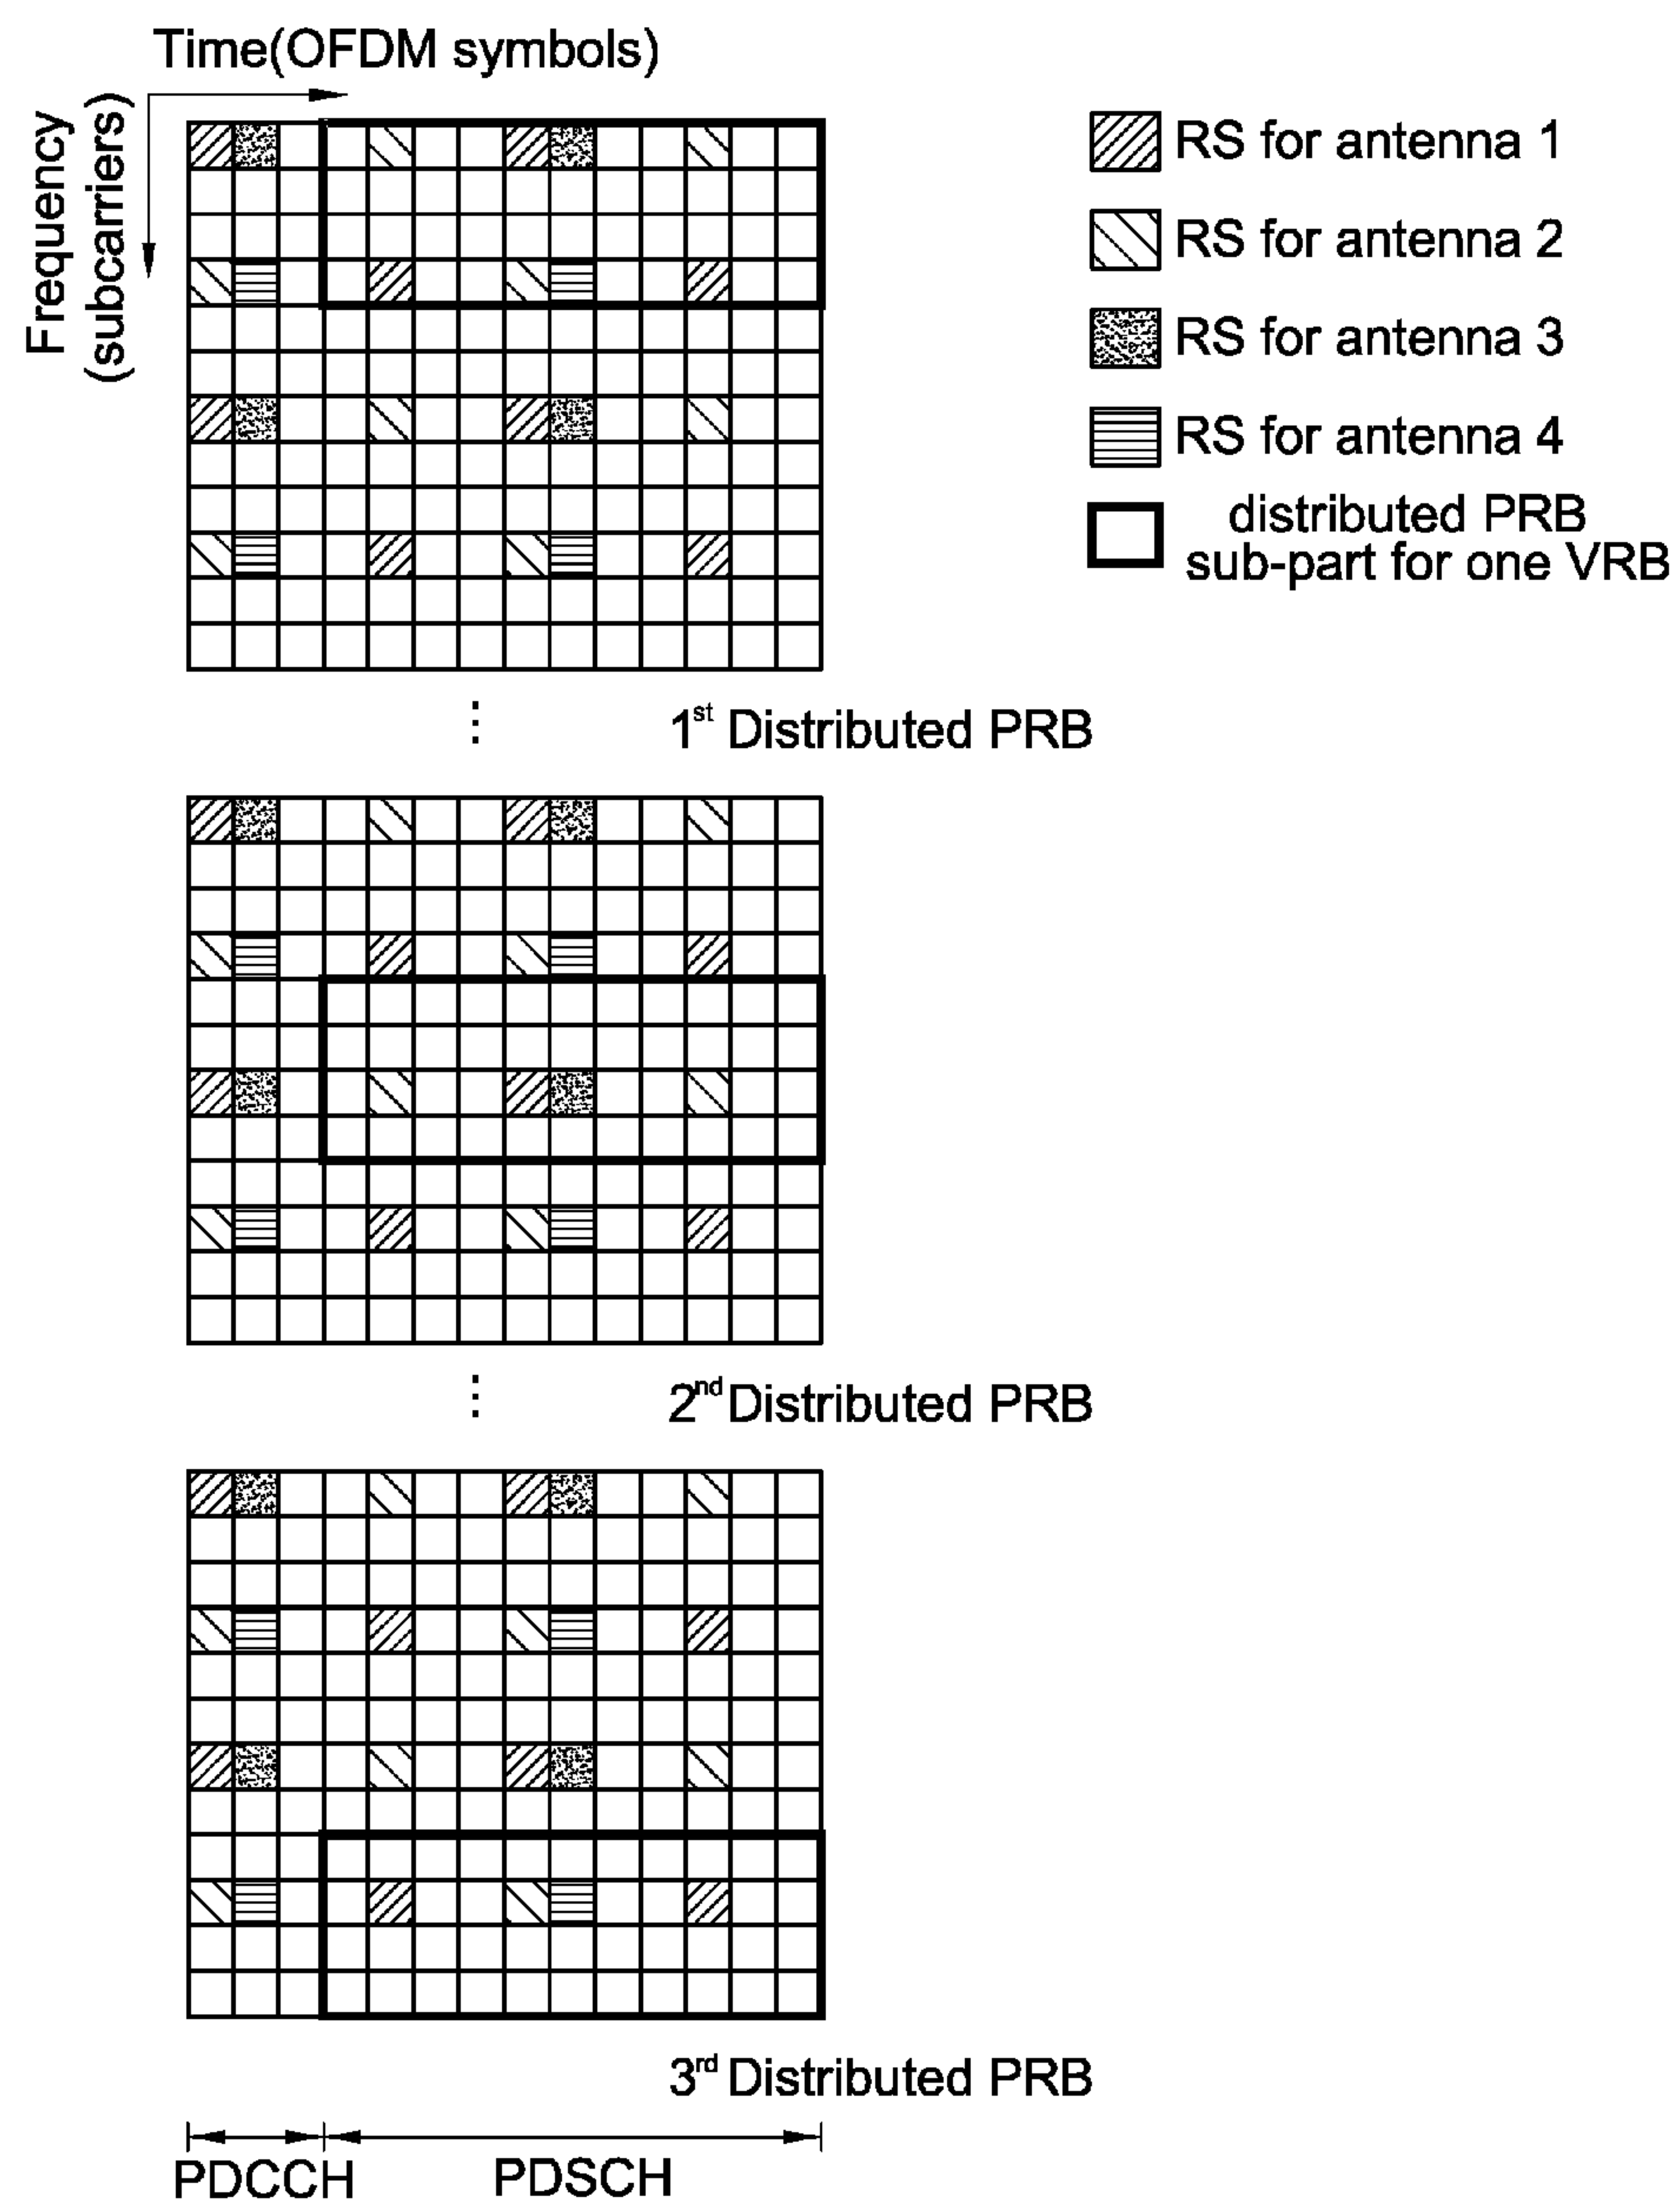 Time(OFDM symbols)
Frequency
(subcarriers)
RS for antenna 1
RS for antenna 2
RS for antenna 3
RS for antenna 4
distributed PRB
sub-part for one VRB
1st Distributed PRB
2nd Distributed PRB
3rd Distributed PRB
PDCCH
PDSCH